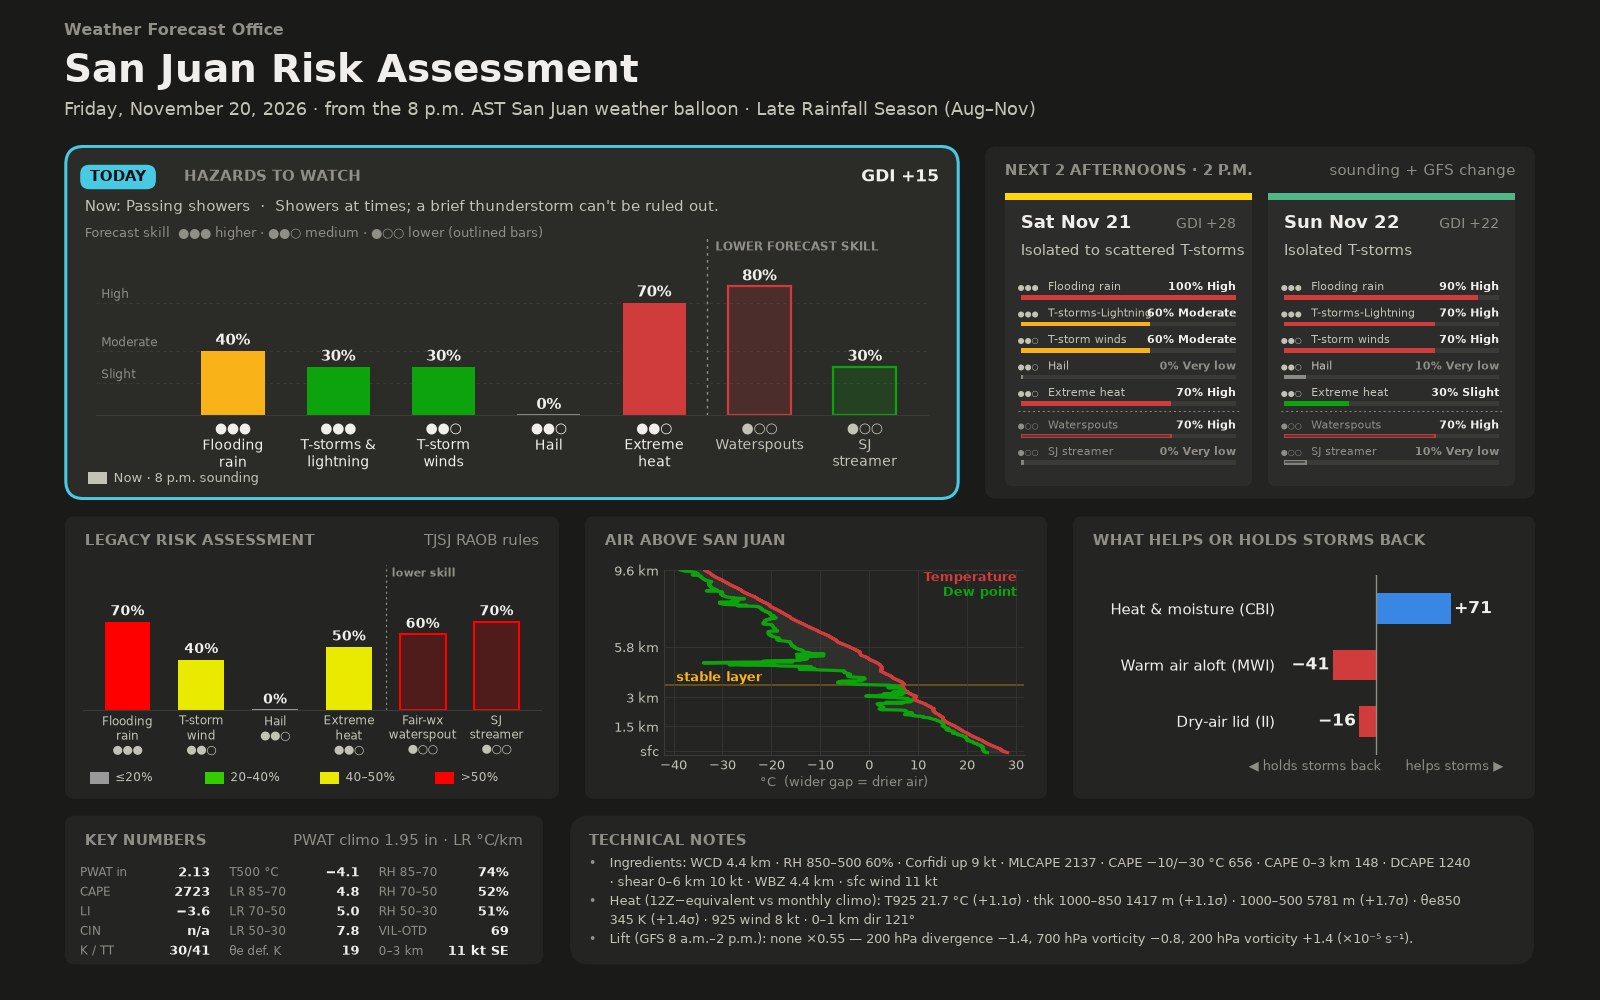 Weather Forecast Office
San Juan Risk Assessment
Friday, November 20, 2026 · from the 8 p.m. AST San Juan weather balloon · Late Rainfall Season (Aug–Nov)
TODAY HAZARDS TO WATCH GDI +15
Now: Passing showers · Showers at times; a brief thunderstorm can't be ruled out.
Forecast skill ●●● higher · ●●○ medium · ●○○ lower (outlined bars)
LOWER FORECAST SKILL
High
Moderate
Slight
40% 30% 30% 0% 70% 80% 30%
●●● ●●● ●●○ ●●○ ●●○ ●○○ ●○○
Flooding T-storms & T-storm Hail Extreme Waterspouts SJ
rain lightning winds heat streamer
Now · 8 p.m. sounding
NEXT 2 AFTERNOONS · 2 P.M. sounding + GFS change
Sat Nov 21 GDI +28
Isolated to scattered T-storms
●●● Flooding rain 100% High
●●● T-storms-Lightning 60% Moderate
●●○ T-storm winds 60% Moderate
●●○ Hail 0% Very low
●●○ Extreme heat 70% High
●○○ Waterspouts 70% High
●○○ SJ streamer 0% Very low
Sun Nov 22 GDI +22
Isolated T-storms
●●● Flooding rain 90% High
●●● T-storms-Lightning 70% High
●●○ T-storm winds 70% High
●●○ Hail 10% Very low
●●○ Extreme heat 30% Slight
●○○ Waterspouts 70% High
●○○ SJ streamer 10% Very low
LEGACY RISK ASSESSMENT TJSJ RAOB rules
lower skill
70% 40% 0% 50% 60% 70%
Flooding T-storm Hail Extreme Fair-wx SJ
rain wind heat waterspout streamer
●●● ●●○ ●●○ ●●○ ●○○ ●○○
≤20% 20–40% 40–50% >50%
AIR ABOVE SAN JUAN
Temperature
Dew point
stable layer
9.6 km
5.8 km
3 km
1.5 km
sfc
−40 −30 −20 −10 0 10 20 30
°C (wider gap = drier air)
WHAT HELPS OR HOLDS STORMS BACK
Heat & moisture (CBI) +71
Warm air aloft (MWI) −41
Dry-air lid (II) −16
◀ holds storms back helps storms ▶
KEY NUMBERS PWAT climo 1.95 in · LR °C/km
PWAT in 2.13 T500 °C −4.1 RH 85–70 74%
CAPE 2723 LR 85–70 4.8 RH 70–50 52%
LI −3.6 LR 70–50 5.0 RH 50–30 51%
CIN n/a LR 50–30 7.8 VIL-OTD 69
K / TT 30/41 θe def. K 19 0–3 km 11 kt SE
TECHNICAL NOTES
• Ingredients: WCD 4.4 km · RH 850–500 60% · Corfidi up 9 kt · MLCAPE 2137 · CAPE −10/−30 °C 656 · CAPE 0–3 km 148 · DCAPE 1240
· shear 0–6 km 10 kt · WBZ 4.4 km · sfc wind 11 kt
• Heat (12Z−equivalent vs monthly climo): T925 21.7 °C (+1.1σ) · thk 1000–850 1417 m (+1.1σ) · 1000–500 5781 m (+1.7σ) · θe850
345 K (+1.4σ) · 925 wind 8 kt · 0–1 km dir 121°
• Lift (GFS 8 a.m.–2 p.m.): none ×0.55 — 200 hPa divergence −1.4, 700 hPa vorticity −0.8, 200 hPa vorticity +1.4 (×10⁻⁵ s⁻¹).